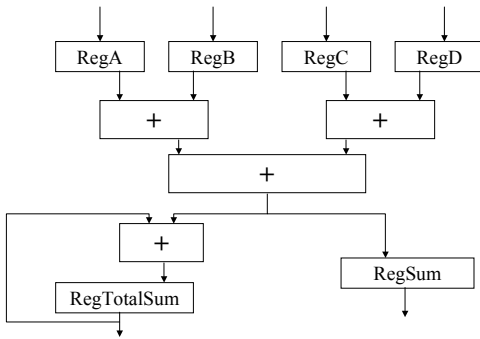 RegA
RegB
RegC
RegD
+
+
+
+
RegSum
RegTotalSum